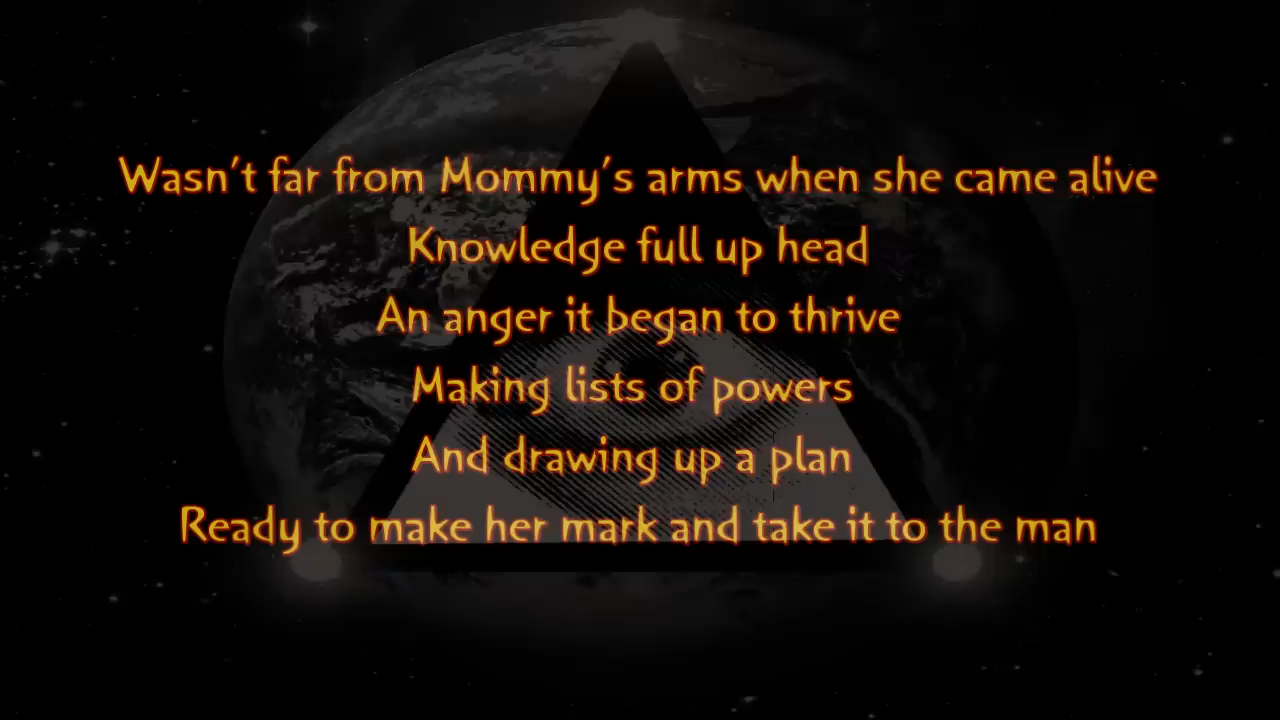 Wasn't far from Mommy's arms when she came alive
Knowledge full up head
An anger it began to thrive
Making lists of powers
And drawing up a plan
Ready to make her mark and take it to the man